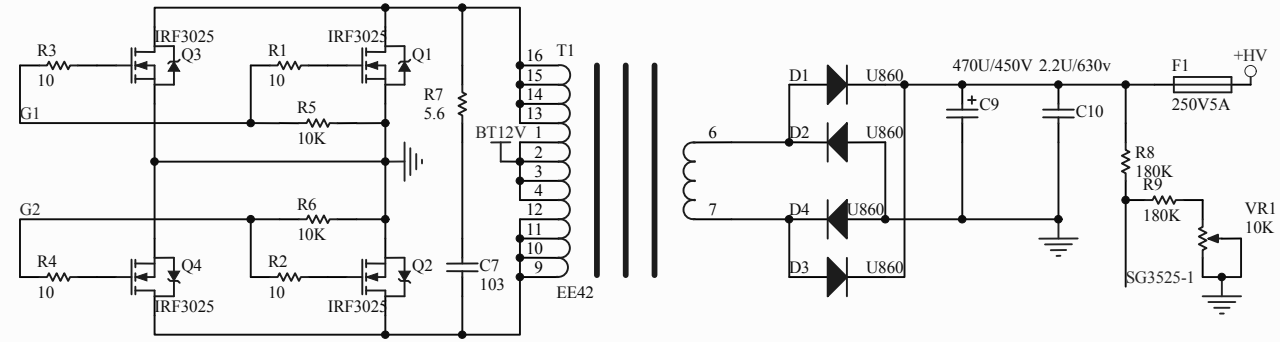 IRF3025
R3
Q3
10
G1
R1
10
IRF3025
Q1
R5
10K
R7
5.6
BT12V
G2
R6
10K
R4
10
Q4
IRF3025
R2
10
Q2
IRF3025
C7
103
T1
16
15
14
13
1
2
3
4
12
11
10
9
EE42
6
7
D1
U860
D2
U860
D4
U860
D3
U860
470U/450V 2.2U/630v
C9
C10
F1
250V5A
+HV
R8
180K
R9
180K
VR1
10K
SG3525-1